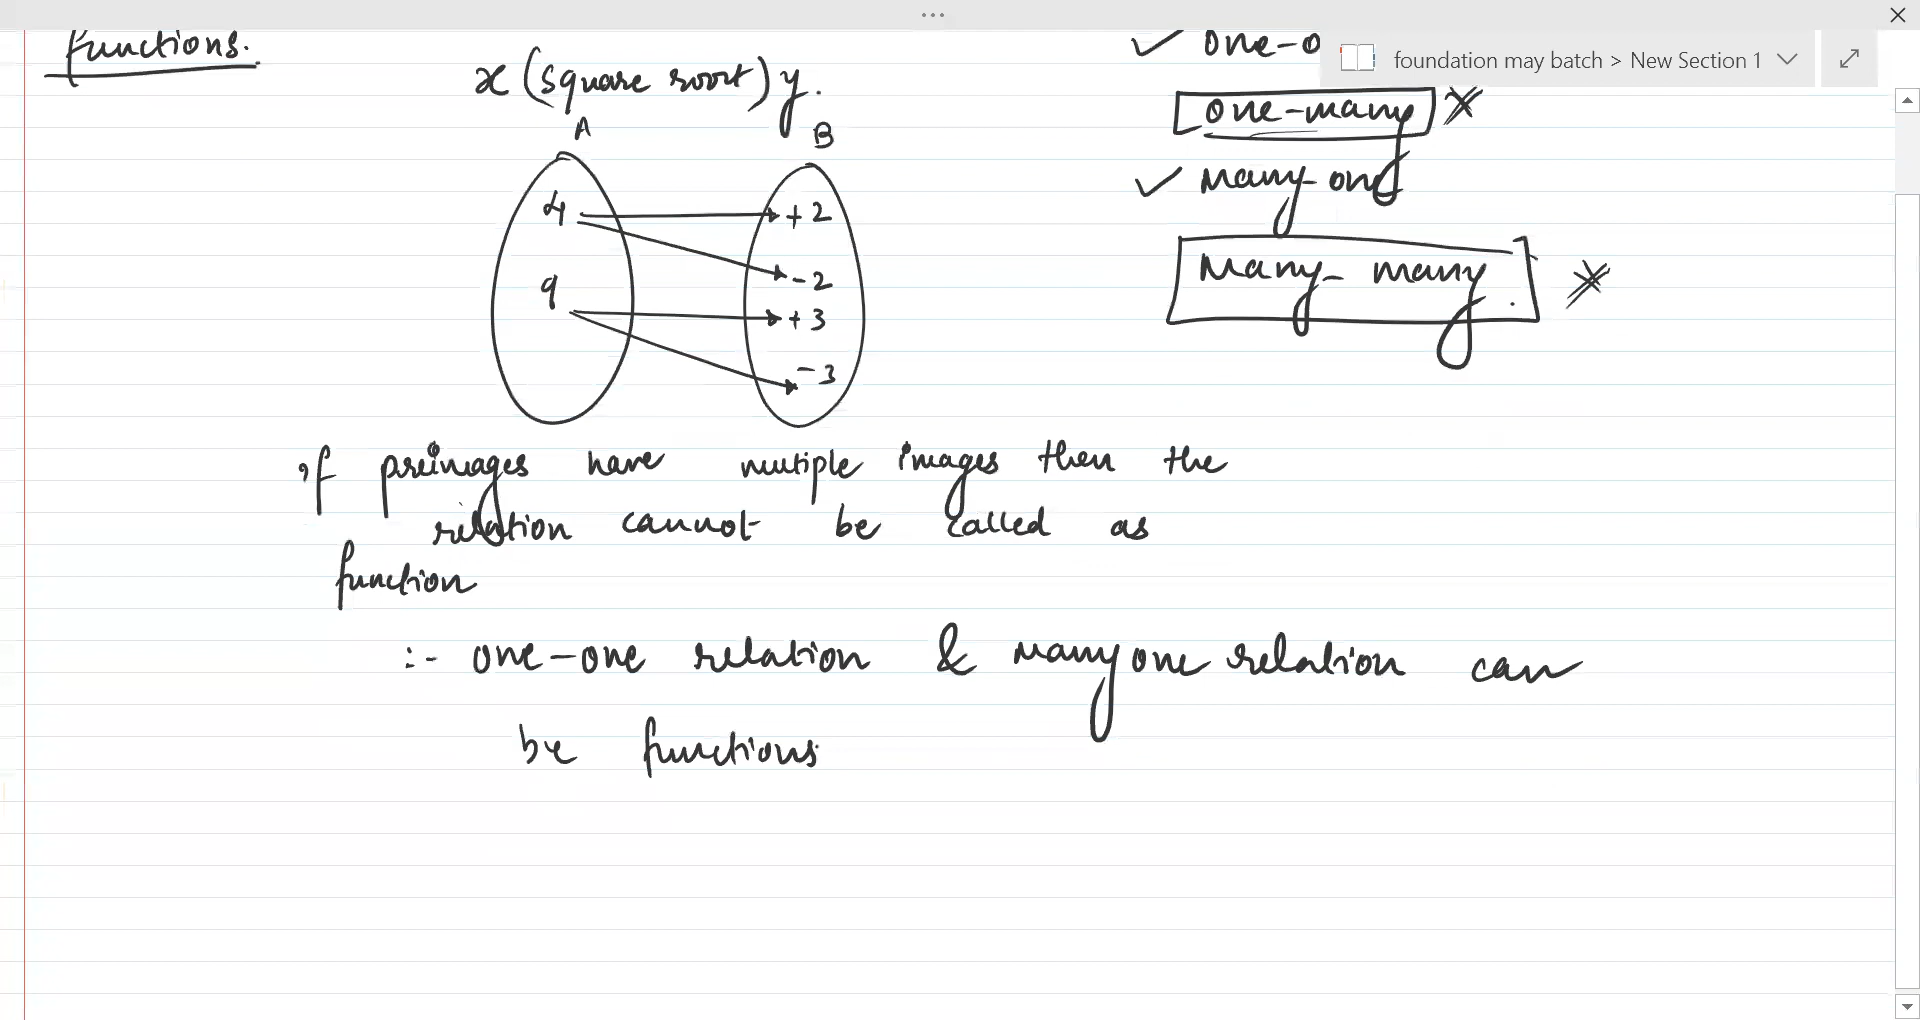 functions.
x (square root) y.
A
B
4
9
+2
-2
+3
-3
one-o
one-many
many-one
Many-many.
foundation may batch > New Section 1
if preimages have mutiple images then the
relation cannot be called as
function
:- one-one relation & many one relation can
be functions